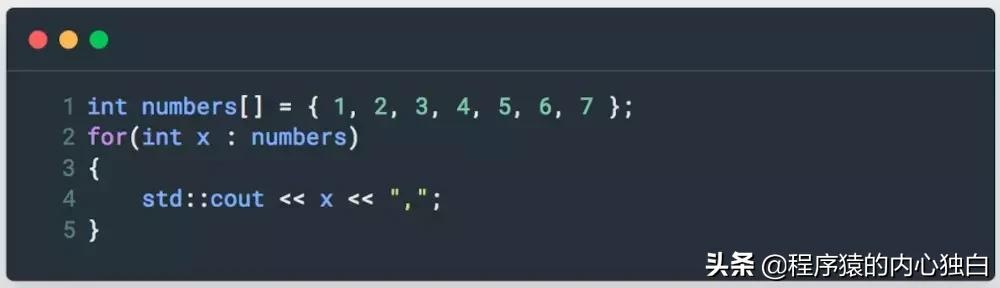 1 int numbers[] = { 1, 2, 3, 4, 5, 6, 7 };
2 for(int x : numbers)
3 {
4     std::cout << x << ",";
5 }
头条 @程序猿的内心独白